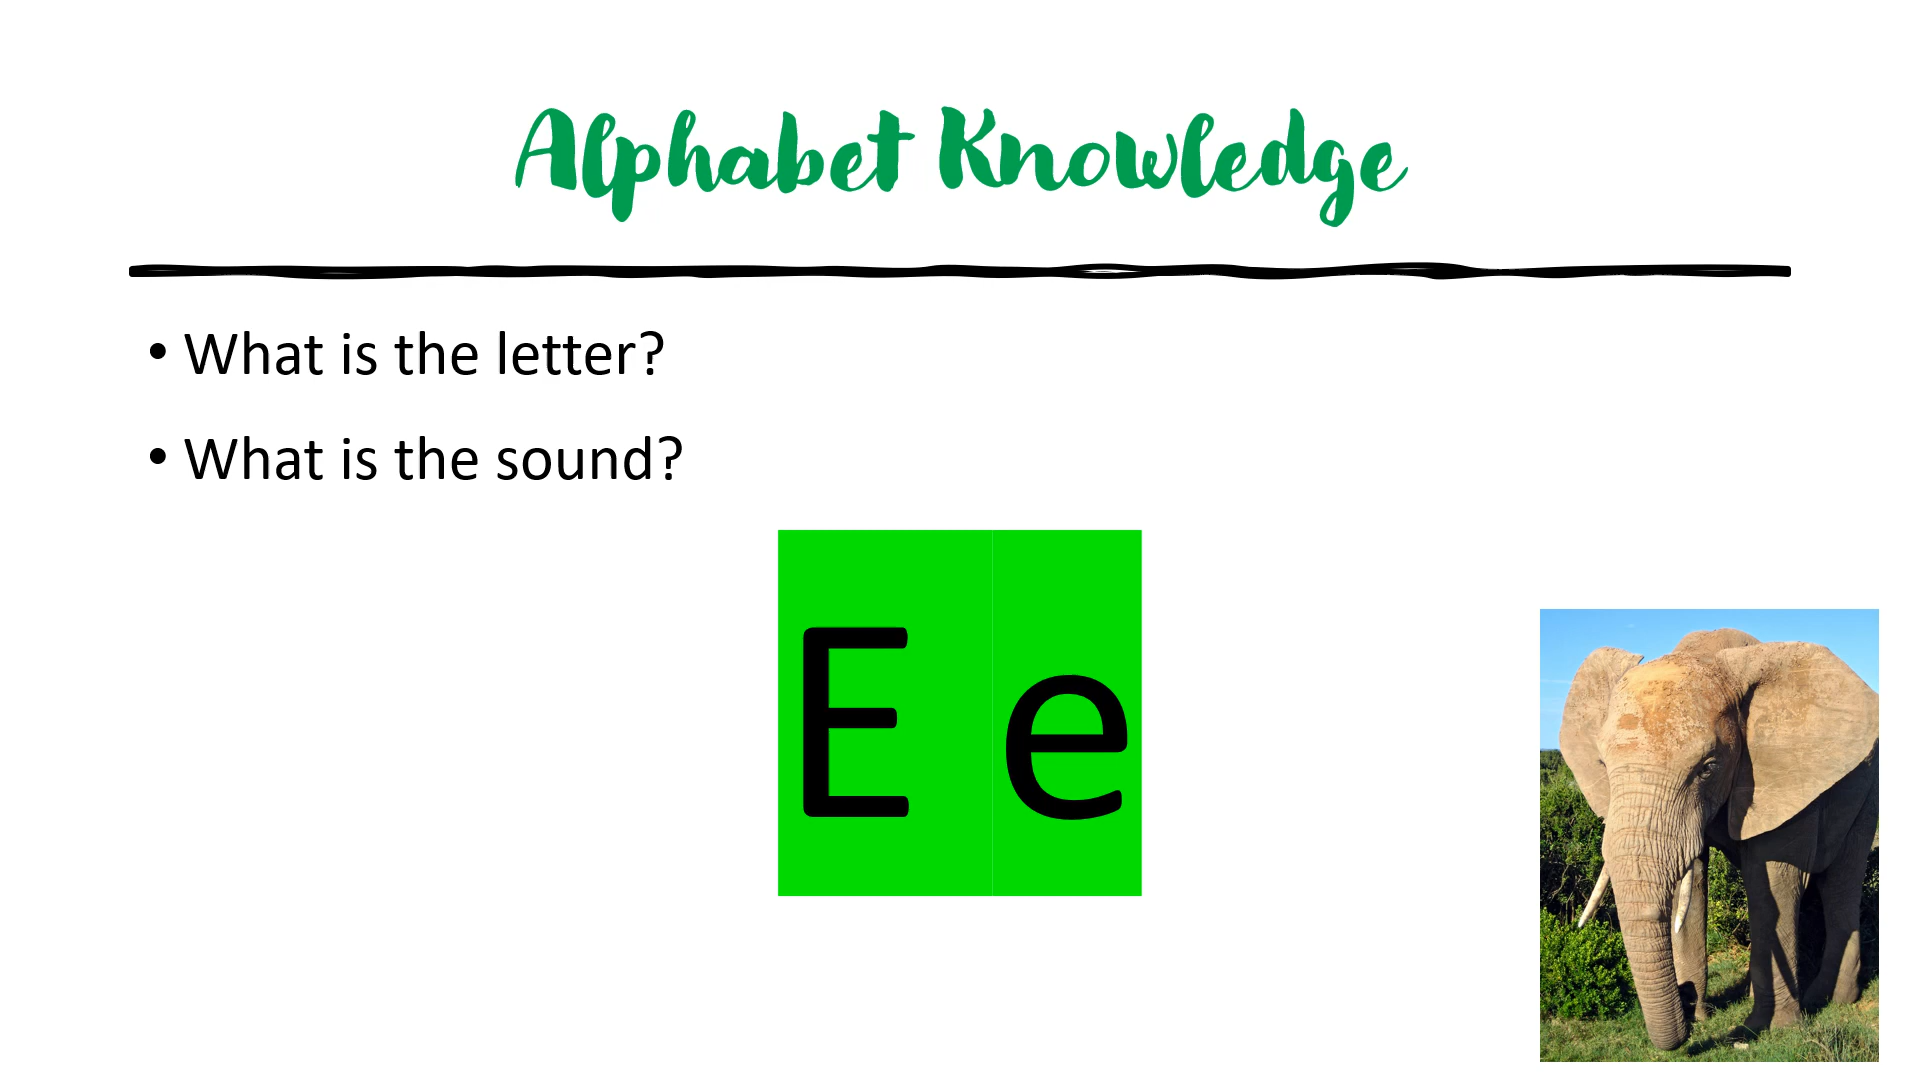 Alphabet Knowledge
• What is the letter?
• What is the sound?
E e